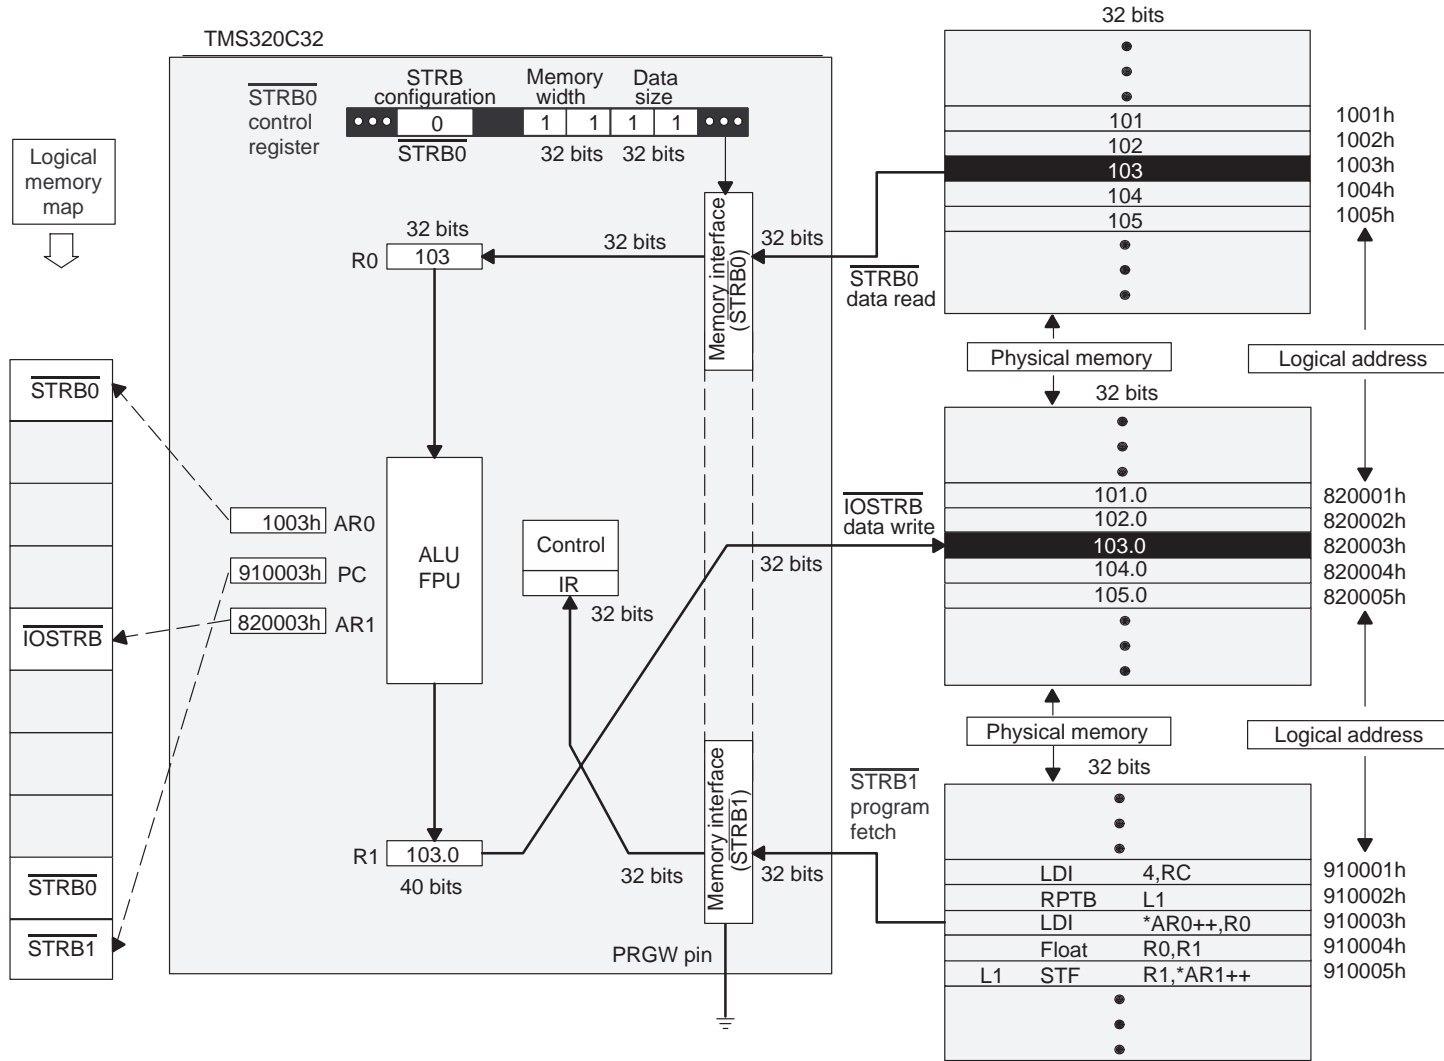 TMS320C32
STRB0
control
register
STRB
configuration
Memory
width
Data
size
0
1 1 1 1
STRB0
32 bits
32 bits
Logical
memory
map
STRB0
IOSTRB
STRB0
STRB1
1003h AR0
910003h PC
820003h AR1
32 bits
R0 103
32 bits
Memory interface
(STRB0)
32 bits
STRB0
data read
ALU
FPU
Control
IR
32 bits
IOSTRB
data write
32 bits
R1 103.0
40 bits
32 bits
Memory interface
(STRB1)
32 bits
STRB1
program
fetch
PRGW pin
32 bits
101 1001h
102 1002h
103 1003h
104 1004h
105 1005h
Physical memory
Logical address
32 bits
101.0 820001h
102.0 820002h
103.0 820003h
104.0 820004h
105.0 820005h
Physical memory
Logical address
32 bits
LDI 4,RC 910001h
RPTB L1 910002h
LDI *AR0++,R0 910003h
Float R0,R1 910004h
L1 STF R1,*AR1++ 910005h